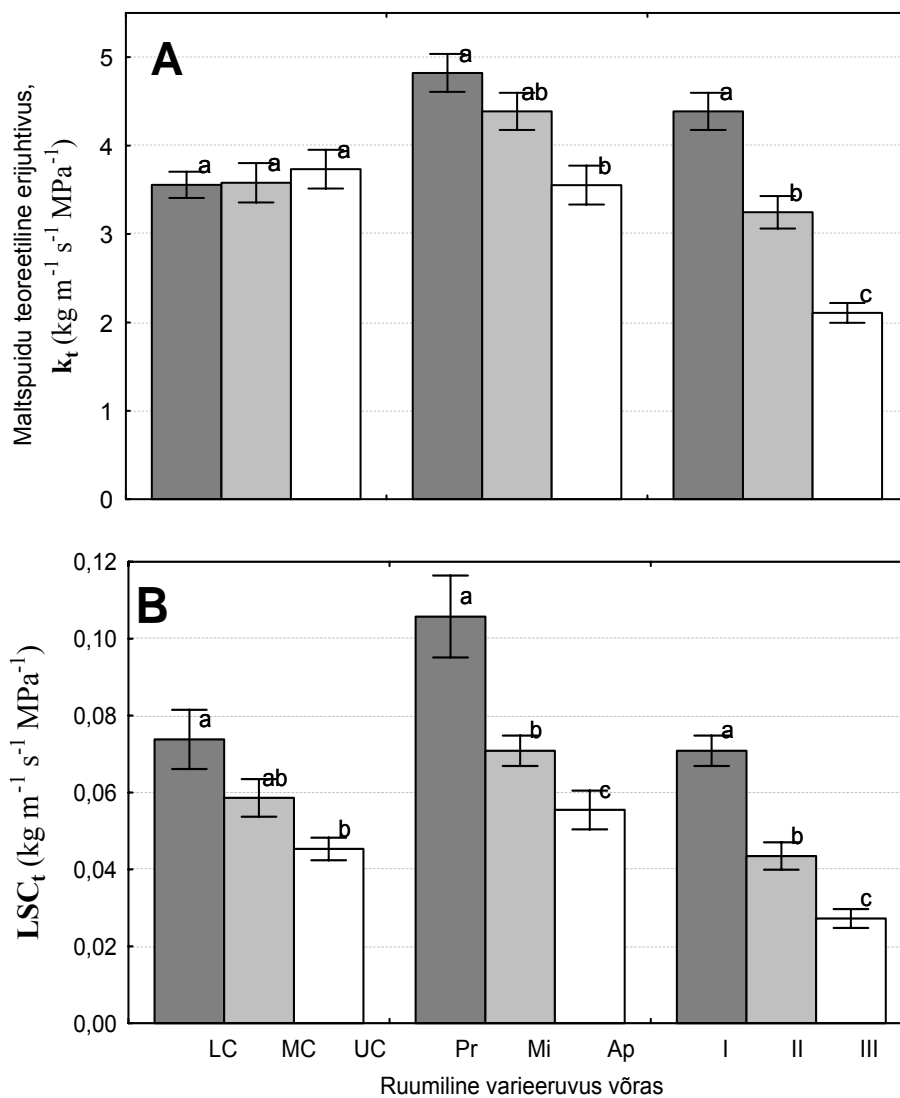 A
Maltspuidu teoreetiline erijuhtivus,
k_t (kg m⁻¹ s⁻¹ MPa⁻¹)
5
4
3
2
1
0
a
a
a
a
ab
b
a
b
c
B
LSC_t (kg m⁻¹ s⁻¹ MPa⁻¹)
0,12
0,10
0,08
0,06
0,04
0,02
0,00
a
ab
b
a
b
c
a
b
c
LC MC UC Pr Mi Ap I II III
Ruumiline varieeruvus võras